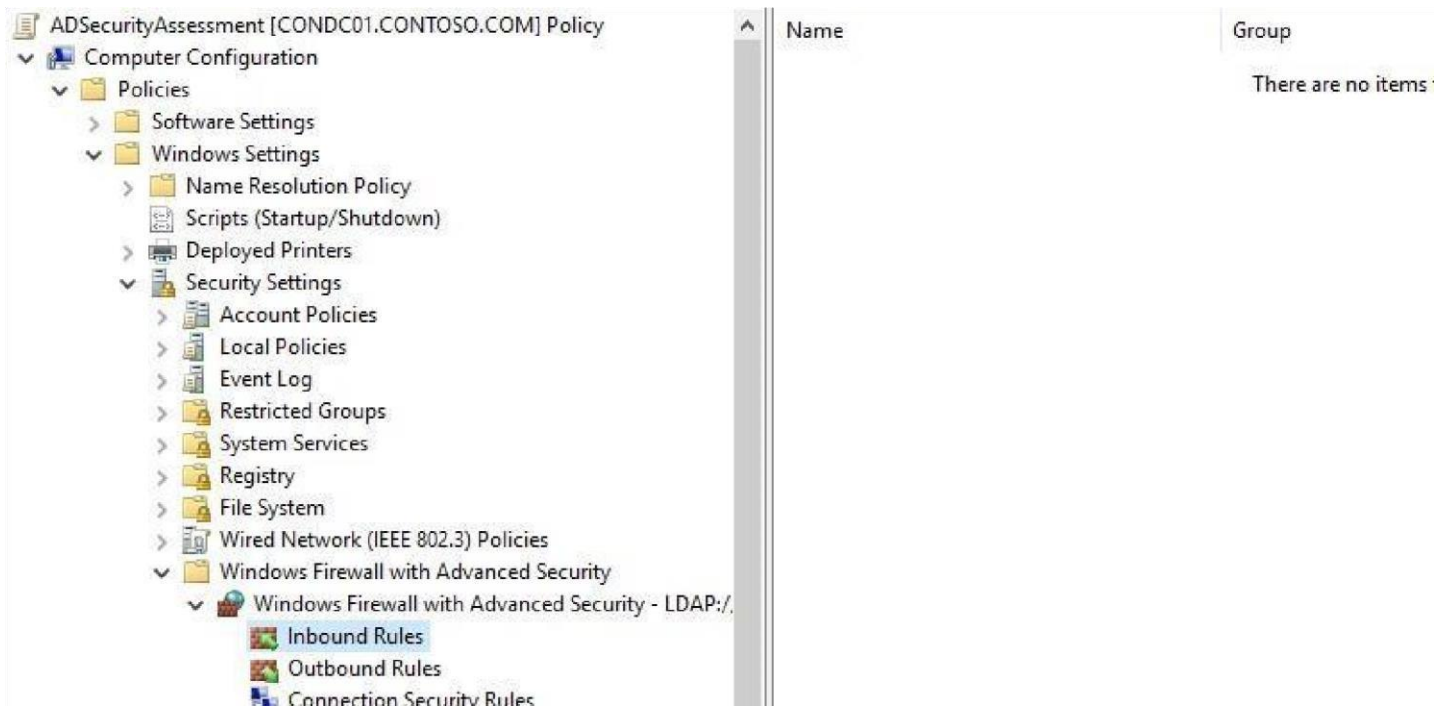 ADSecurityAssessment [CONDC01.CONTOSO.COM] Policy
Computer Configuration
Policies
Software Settings
Windows Settings
Name Resolution Policy
Scripts (Startup/Shutdown)
Deployed Printers
Security Settings
Account Policies
Local Policies
Event Log
Restricted Groups
System Services
Registry
File System
Wired Network (IEEE 802.3) Policies
Windows Firewall with Advanced Security
Windows Firewall with Advanced Security - LDAP:/
Inbound Rules
Outbound Rules
Connection Security Rules
Name Group
There are no items